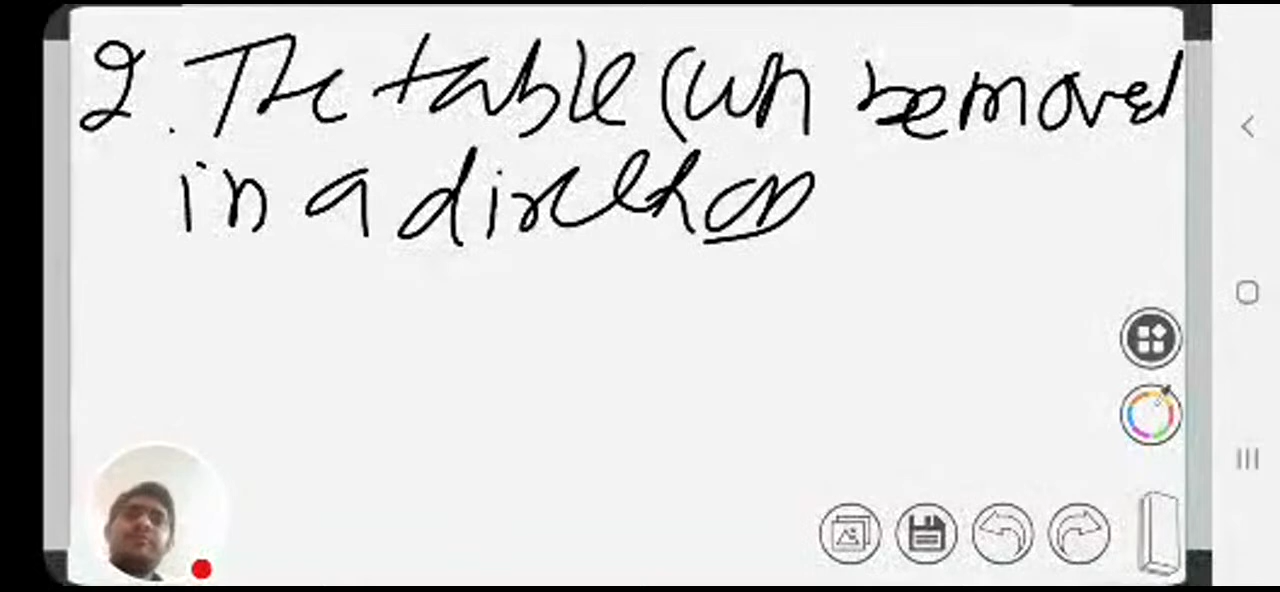 2. The table can be moved
in a direction